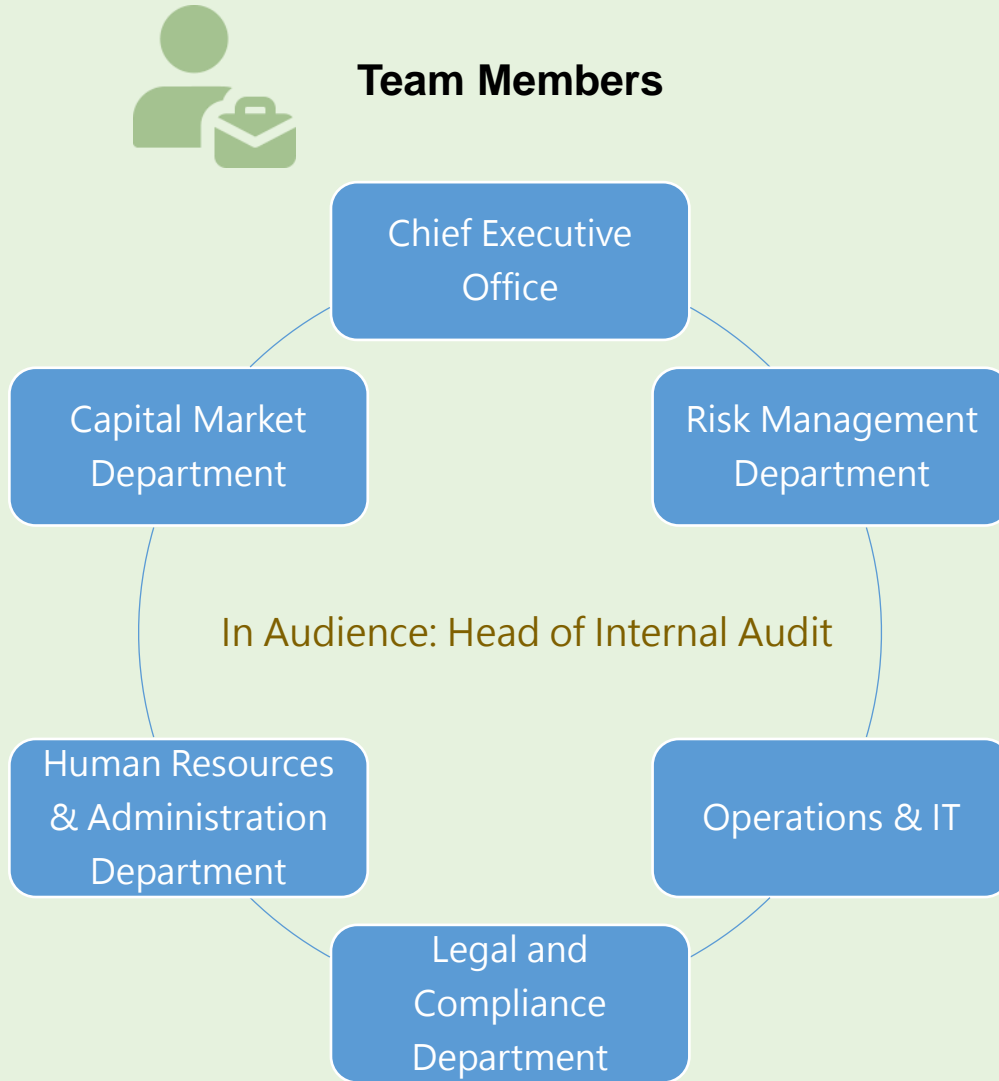 Team Members
Chief Executive
Office
Capital Market
Department
Risk Management
Department
In Audience: Head of Internal Audit
Human Resources
& Administration
Department
Operations & IT
Legal and
Compliance
Department